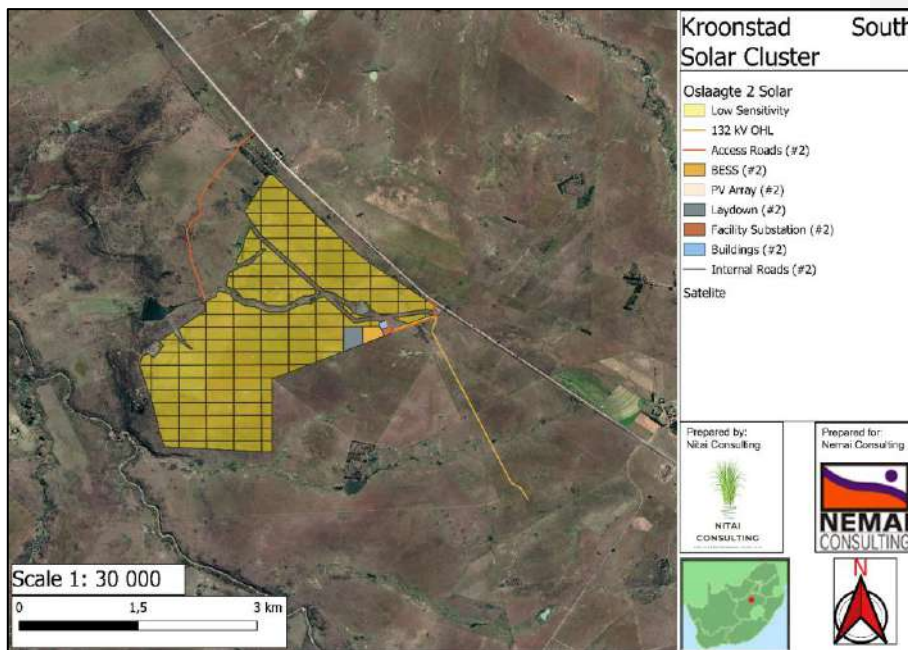 Kroonstad South
Solar Cluster
Oslaagte 2 Solar
Low Sensitivity
132 kV OHL
Access Roads (#2)
BESS (#2)
PV Array (#2)
Laydown (#2)
Facility Substation (#2)
Buildings (#2)
Internal Roads (#2)
Satelite
Prepared by:
Nitai Consulting
NITAI
CONSULTING
Prepared for:
Nemai Consulting
NEMAI
CONSULTING
N
Scale 1: 30 000
0 1,5 3 km